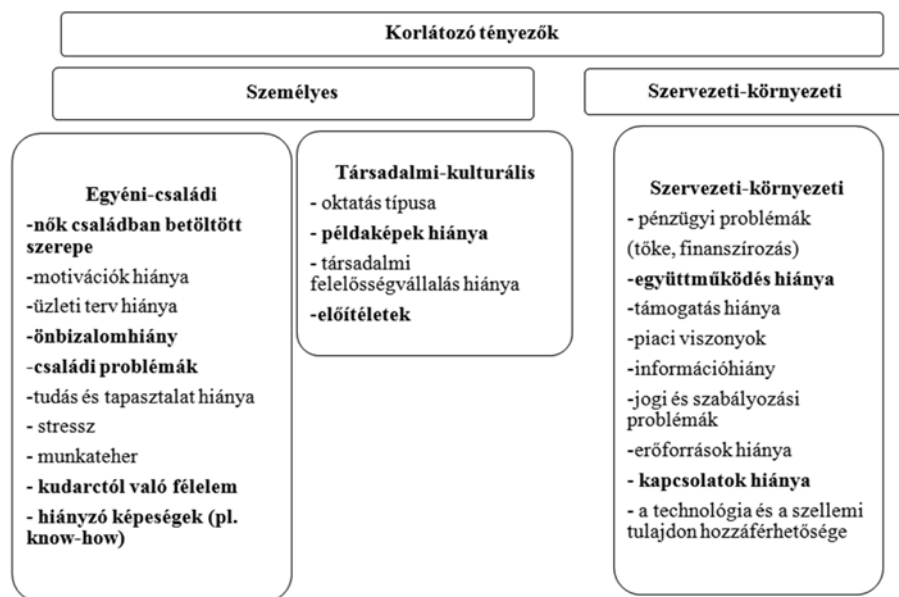 Korlátozó tényezők
Személyes
Szervezeti-környezeti
Egyéni-családi
-nők családban betöltött
szerepe
-motivációk hiánya
-üzleti terv hiánya
-önbizalomhiány
-családi problémák
-tudás és tapasztalat hiánya
- stressz
- munkateher
- kudarctól való félelem
- hiányzó képeségek (pl.
know-how)
Társadalmi-kulturális
- oktatás típusa
- példaképek hiánya
- társadalmi
felelősségvállalás hiánya
-előítéletek
Szervezeti-környezeti
- pénzügyi problémák
(tőke, finanszírozás)
-együttműködés hiánya
-támogatás hiánya
-piaci viszonyok
-információhiány
-jogi és szabályozási
problémák
-erőforrások hiánya
- kapcsolatok hiánya
- a technológia és a szellemi
tulajdon hozzáférhetősége